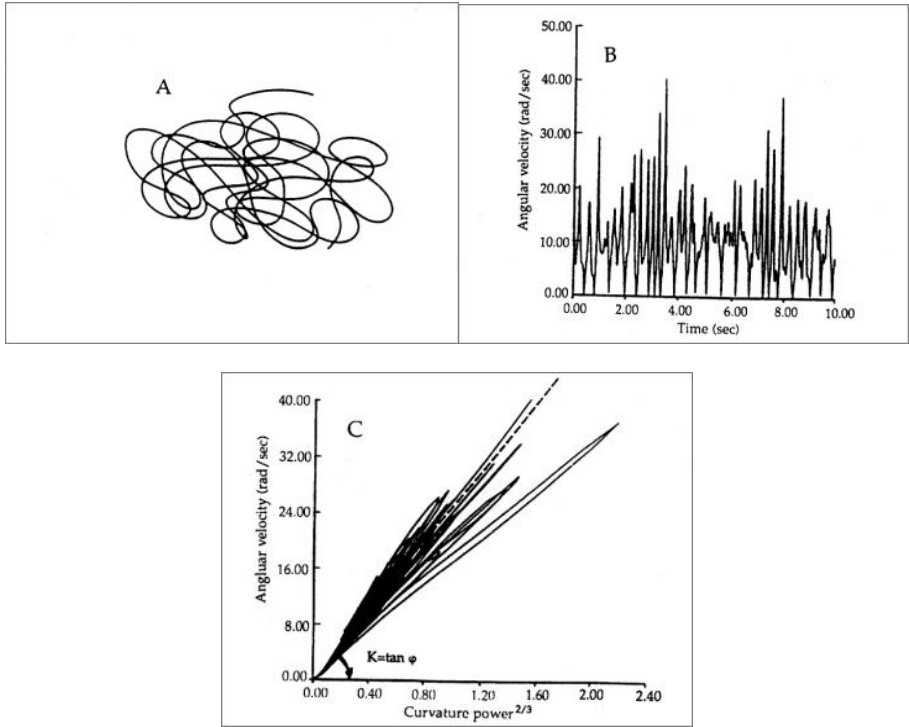 A
B
Angular velocity (rad/sec)
50.00
40.00
30.00
20.00
10.00
0.00
0.00 2.00 4.00 6.00 8.00 10.00
Time (sec)
C
Angluar velocity (rad/sec)
40.00
32.00
24.00
16.00
8.00
0.00
K=tan φ
0.00 0.40 0.80 1.20 1.60 2.00 2.40
Curvature power2/3